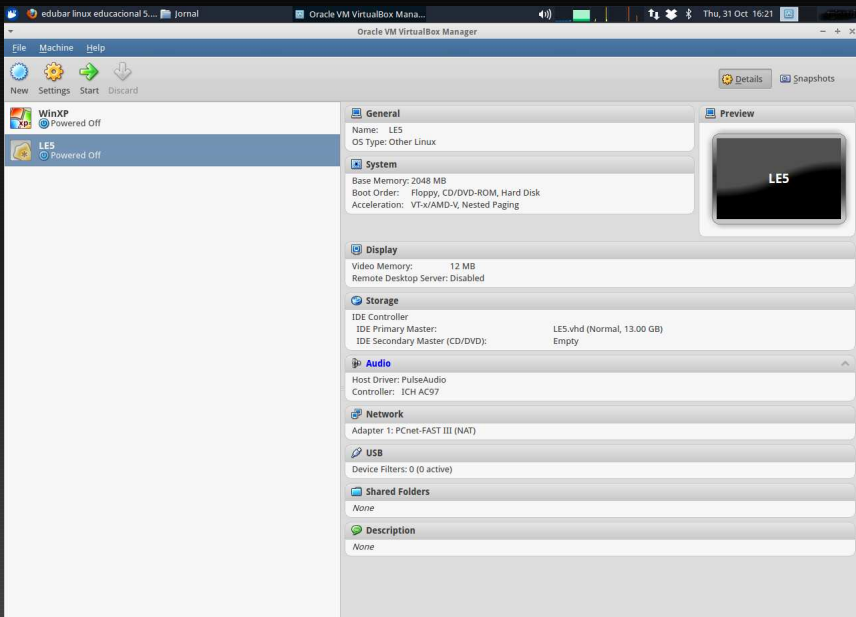 edubar linux educacional 5.... Jornal Oracle VM VirtualBox Mana... Thu, 31 Oct 16:21
Oracle VM VirtualBox Manager
File Machine Help
New Settings Start Discard Details Snapshots
WinXP
Powered Off
LE5
Powered Off
General
Name: LE5
OS Type: Other Linux
System
Base Memory: 2048 MB
Boot Order: Floppy, CD/DVD-ROM, Hard Disk
Acceleration: VT-x/AMD-V, Nested Paging
Preview
LE5
Display
Video Memory: 12 MB
Remote Desktop Server: Disabled
Storage
IDE Controller
IDE Primary Master: LE5.vhd (Normal, 13.00 GB)
IDE Secondary Master (CD/DVD): Empty
Audio
Host Driver: PulseAudio
Controller: ICH AC97
Network
Adapter 1: PCnet-FAST III (NAT)
USB
Device Filters: 0 (0 active)
Shared Folders
None
Description
None